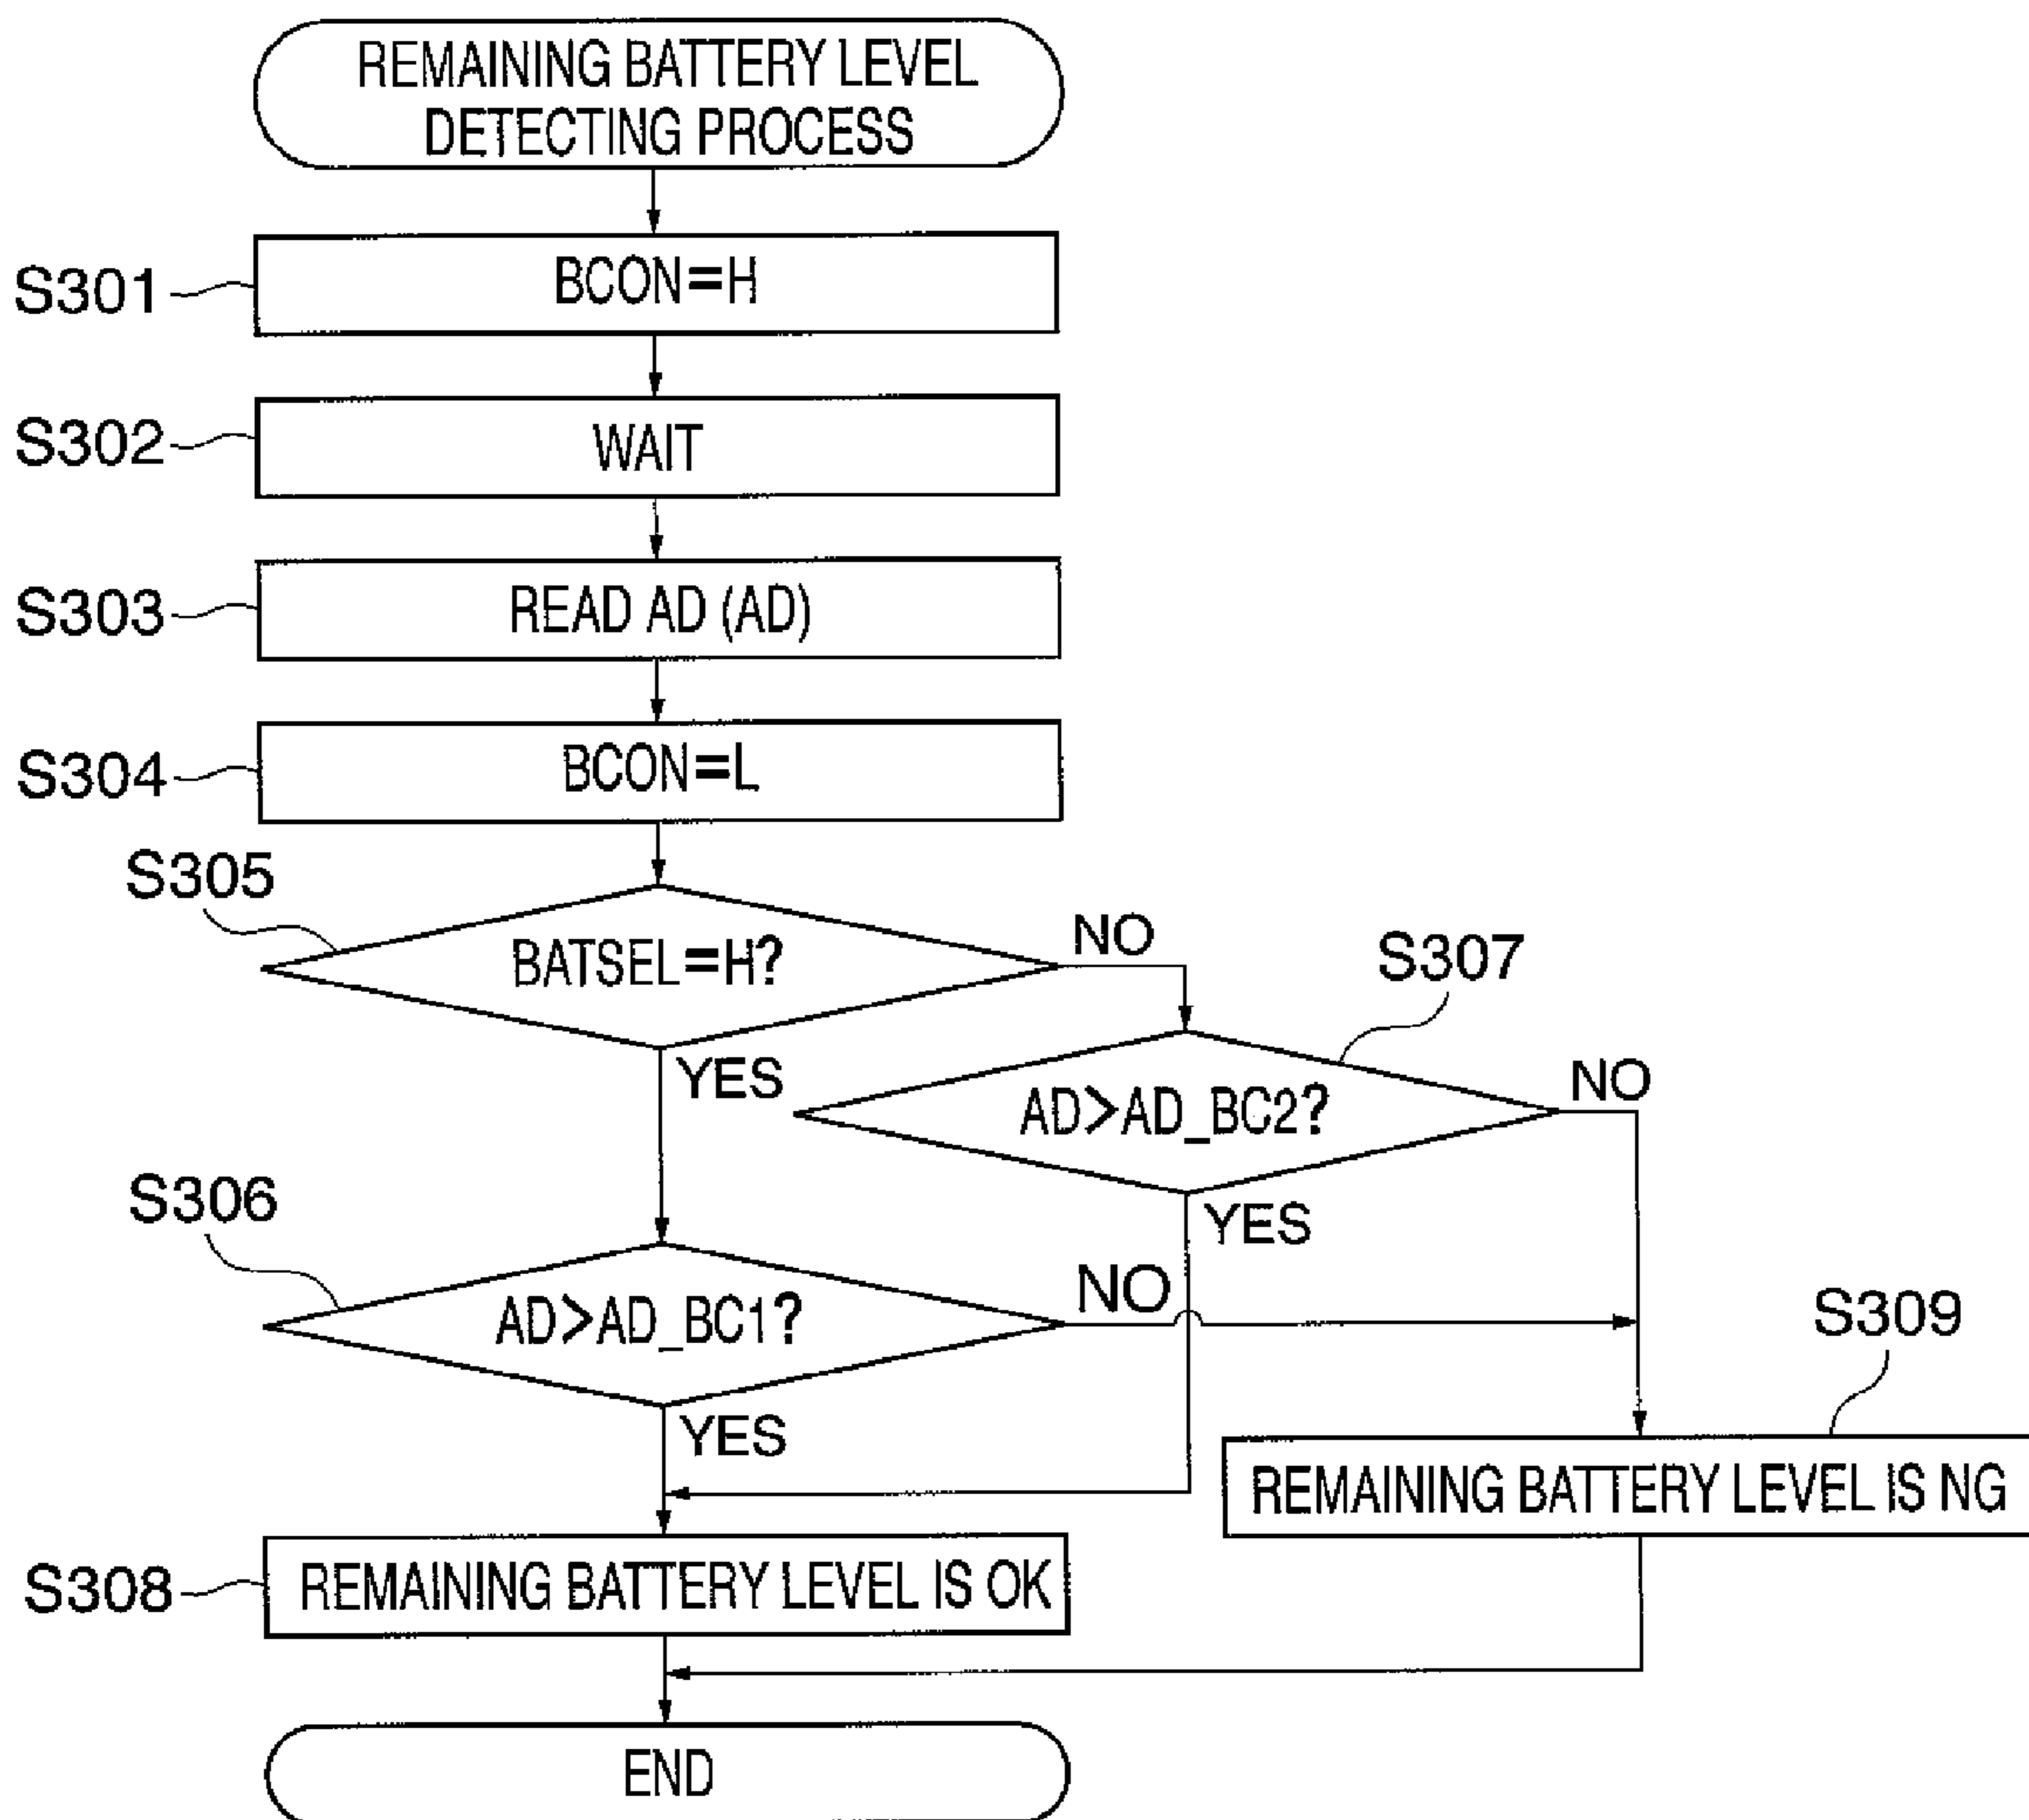 REMAINING BATTERY LEVEL
DETECTING PROCESS
S301
BCON=H
S302
WAIT
S303
READ AD (AD)
S304
BCON=L
S305
BATSEL=H?
NO
YES
S307
AD>AD_BC2?
NO
YES
S306
AD>AD_BC1?
NO
YES
S309
REMAINING BATTERY LEVEL IS NG
S308
REMAINING BATTERY LEVEL IS OK
END